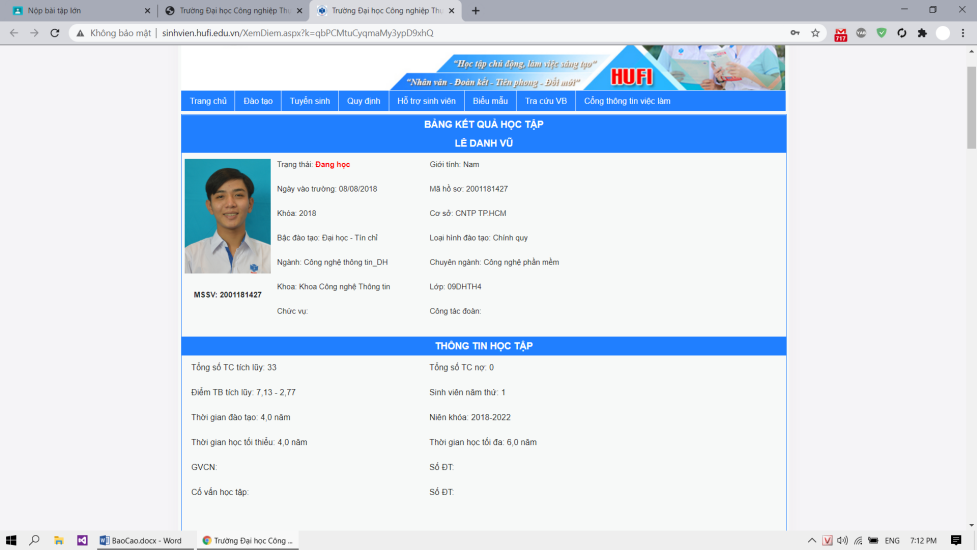 Nộp bài tập lớn
Trường Đại học Công nghiệp Thự
Trường Đại học Công nghiệp Thự
Không bảo mật | sinhvien.hufi.edu.vn/XemDiem.aspx?k=qbPCMtuCyqmaMy3ypD9xhQ
717
"Học tập chủ động, làm việc sáng tạo"
"Nhân văn - Đoàn kết - Tiên phong - Đổi mới"
HUFI
Trang chủ Đào tạo Tuyển sinh Quy định Hỗ trợ sinh viên Biểu mẫu Tra cứu VB Cổng thông tin việc làm
BẢNG KẾT QUẢ HỌC TẬP
LÊ DANH VŨ
Trạng thái: Đang học Giới tính: Nam
Ngày vào trường: 08/08/2018 Mã hồ sơ: 2001181427
Khóa: 2018 Cơ sở: CNTP TP.HCM
Bậc đào tạo: Đại học - Tín chỉ Loại hình đào tạo: Chính quy
Ngành: Công nghệ thông tin_DH Chuyên ngành: Công nghệ phần mềm
Khoa: Khoa Công nghệ Thông tin Lớp: 09DHTH4
MSSV: 2001181427
Chức vụ: Công tác đoàn:
THÔNG TIN HỌC TẬP
Tổng số TC tích lũy: 33 Tổng số TC nợ: 0
Điểm TB tích lũy: 7,13 - 2,77 Sinh viên năm thứ: 1
Thời gian đào tạo: 4,0 năm Niên khóa: 2018-2022
Thời gian học tối thiểu: 4,0 năm Thời gian học tối đa: 6,0 năm
GVCN: Số ĐT:
Cố vấn học tập: Số ĐT:
BaoCao.docx - Word
Trường Đại học Công ...
ENG 7:12 PM